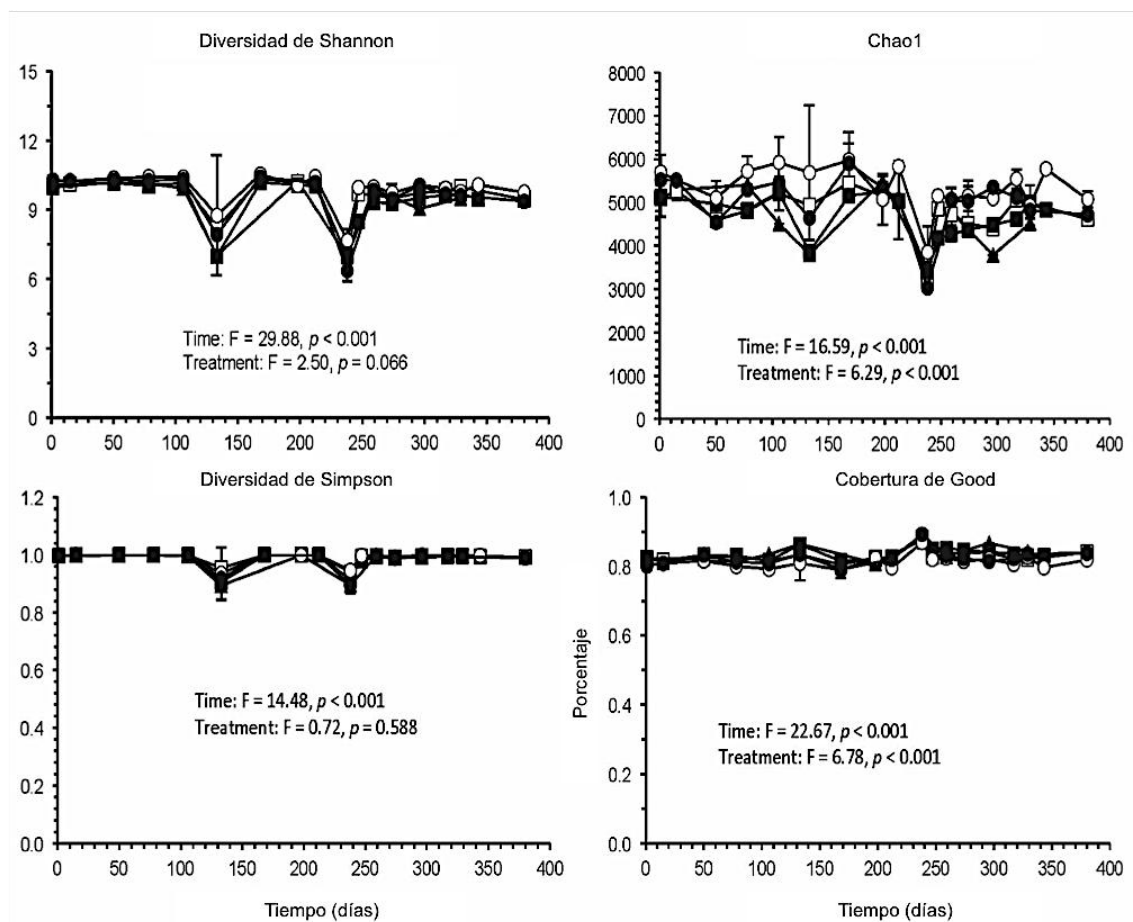 Diversidad de Shannon
15
12
9
6
3
0
0 50 100 150 200 250 300 350 400
Time: F = 29.88, p < 0.001
Treatment: F = 2.50, p = 0.066
Chao1
8000
7000
6000
5000
4000
3000
2000
1000
0
0 50 100 150 200 250 300 350 400
Time: F = 16.59, p < 0.001
Treatment: F = 6.29, p < 0.001
Diversidad de Simpson
1.2
1.0
0.8
0.6
0.4
0.2
0.0
0 50 100 150 200 250 300 350 400
Time: F = 14.48, p < 0.001
Treatment: F = 0.72, p = 0.588
Tiempo (días)
Cobertura de Good
Porcentaje
1.0
0.8
0.6
0.4
0.2
0.0
0 50 100 150 200 250 300 350 400
Time: F = 22.67, p < 0.001
Treatment: F = 6.78, p < 0.001
Tiempo (días)